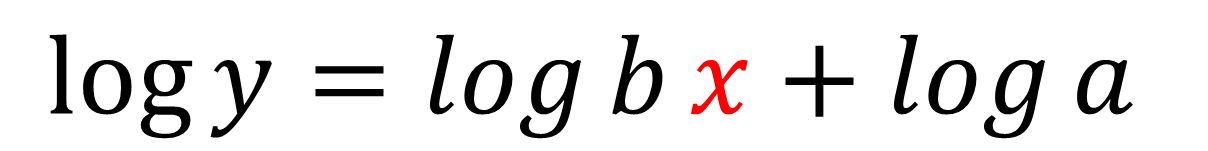 log y = log b x + log a